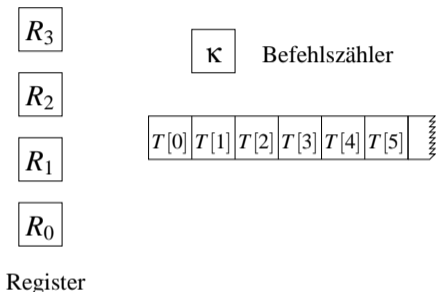 R₃
κ Befehlszähler
R₂
T[0] T[1] T[2] T[3] T[4] T[5]
R₁
R₀
Register